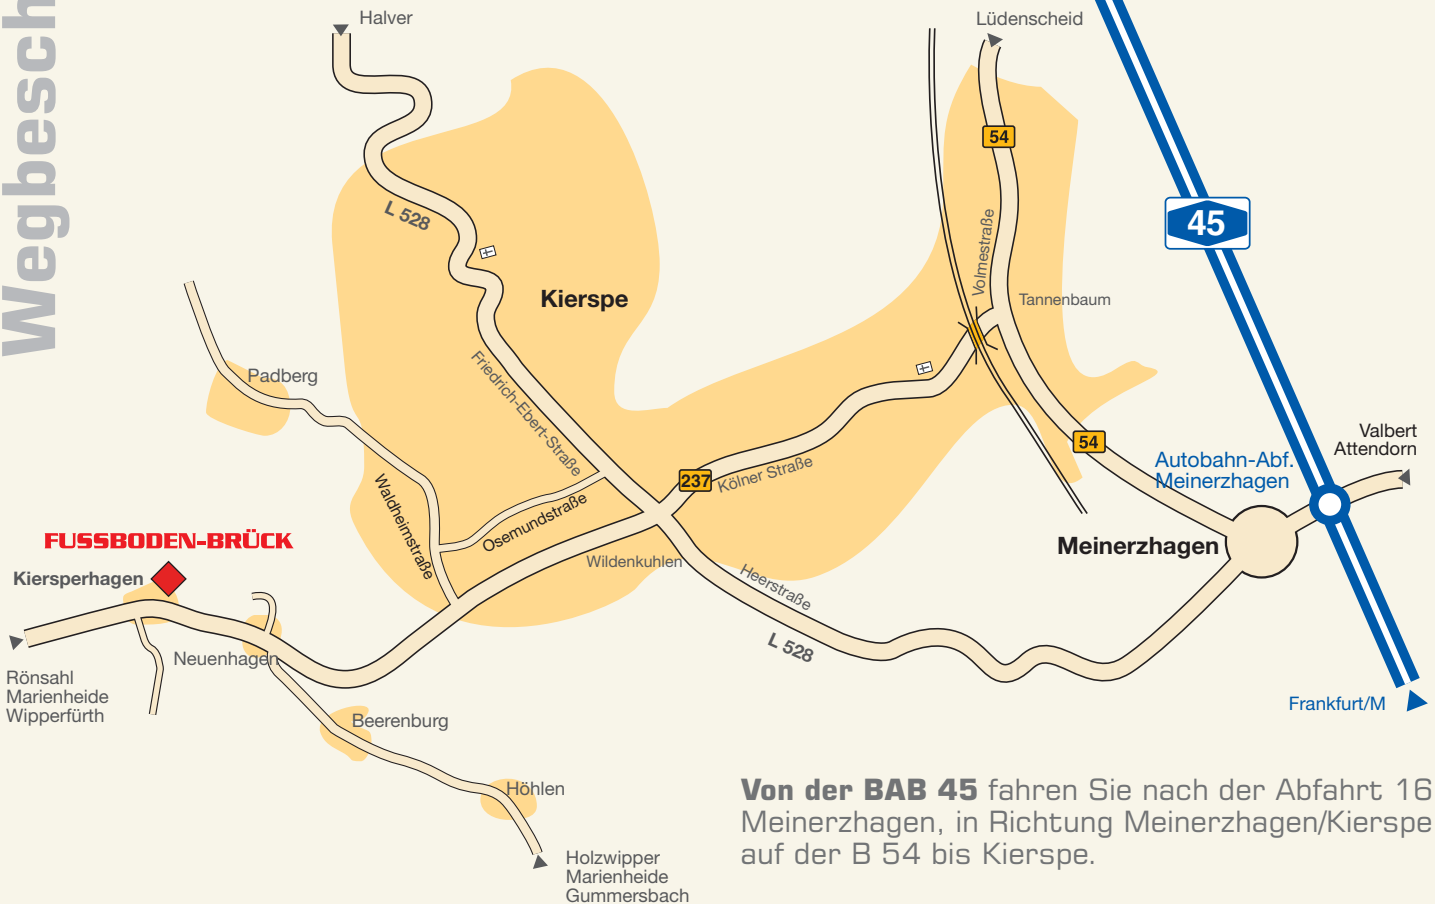 Wegbesch
Halver
Lüdenscheid
54
45
L 528
Volmestraße
Kierspe
Tannenbaum
Friedrich-Ebert-Straße
Padberg
54
Valbert
Attendorn
Autobahn-Abf.
Meinerzhagen
237
Kölner Straße
Waldheimstraße
Osemundstraße
FUSSBODEN-BRÜCK
Meinerzhagen
Wildenkuhlen
Kiersperhagen
Heerstraße
L 528
Neuenhagen
Rönsahl
Marienheide
Wipperfürth
Frankfurt/M
Beerenburg
Höhlen
Von der BAB 45 fahren Sie nach der Abfahrt 16
Meinerzhagen, in Richtung Meinerzhagen/Kierspe
auf der B 54 bis Kierspe.
Holzwipper
Marienheide
Gummersbach